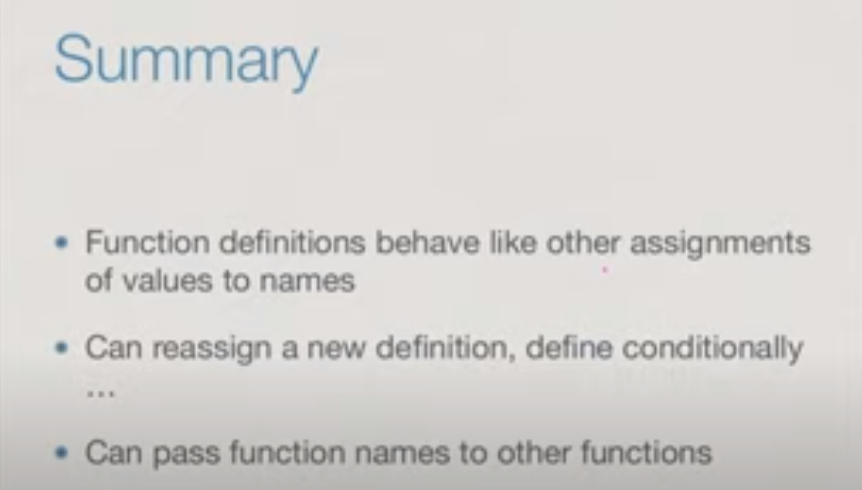 Summary
• Function definitions behave like other assignments
of values to names
• Can reassign a new definition, define conditionally
...
• Can pass function names to other functions